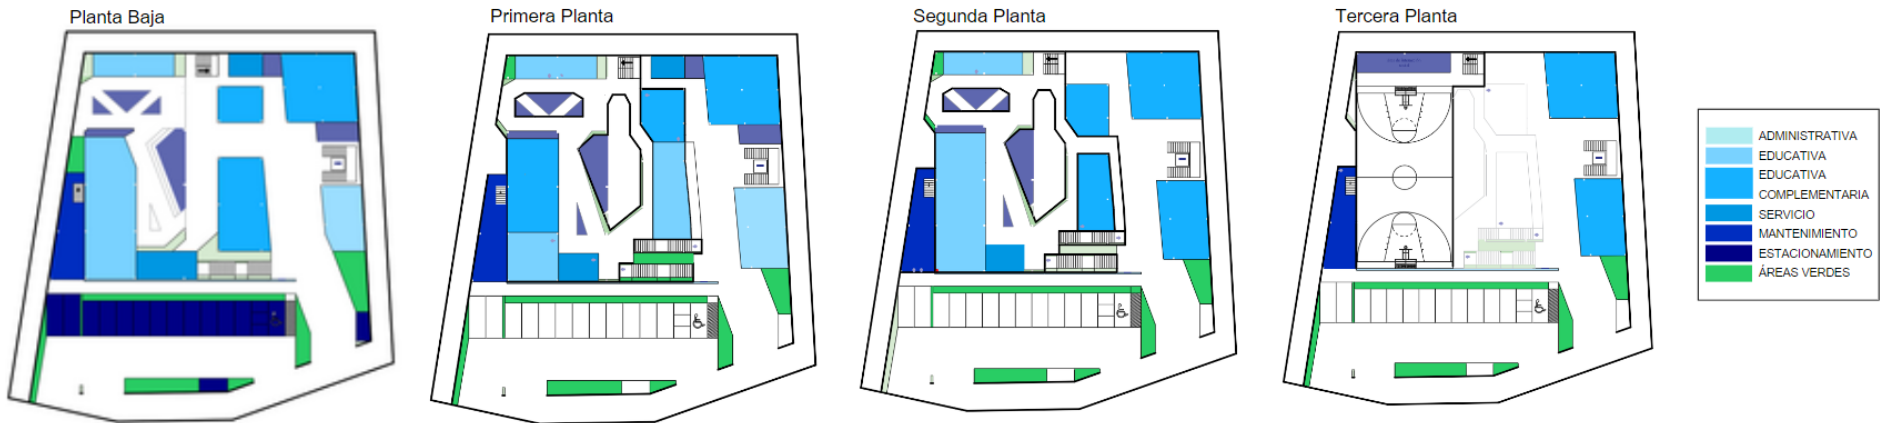 Planta Baja
Primera Planta
Segunda Planta
Tercera Planta
ADMINISTRATIVA
EDUCATIVA
EDUCATIVA
COMPLEMENTARIA
SERVICIO
MANTENIMIENTO
ESTACIONAMIENTO
ÁREAS VERDES